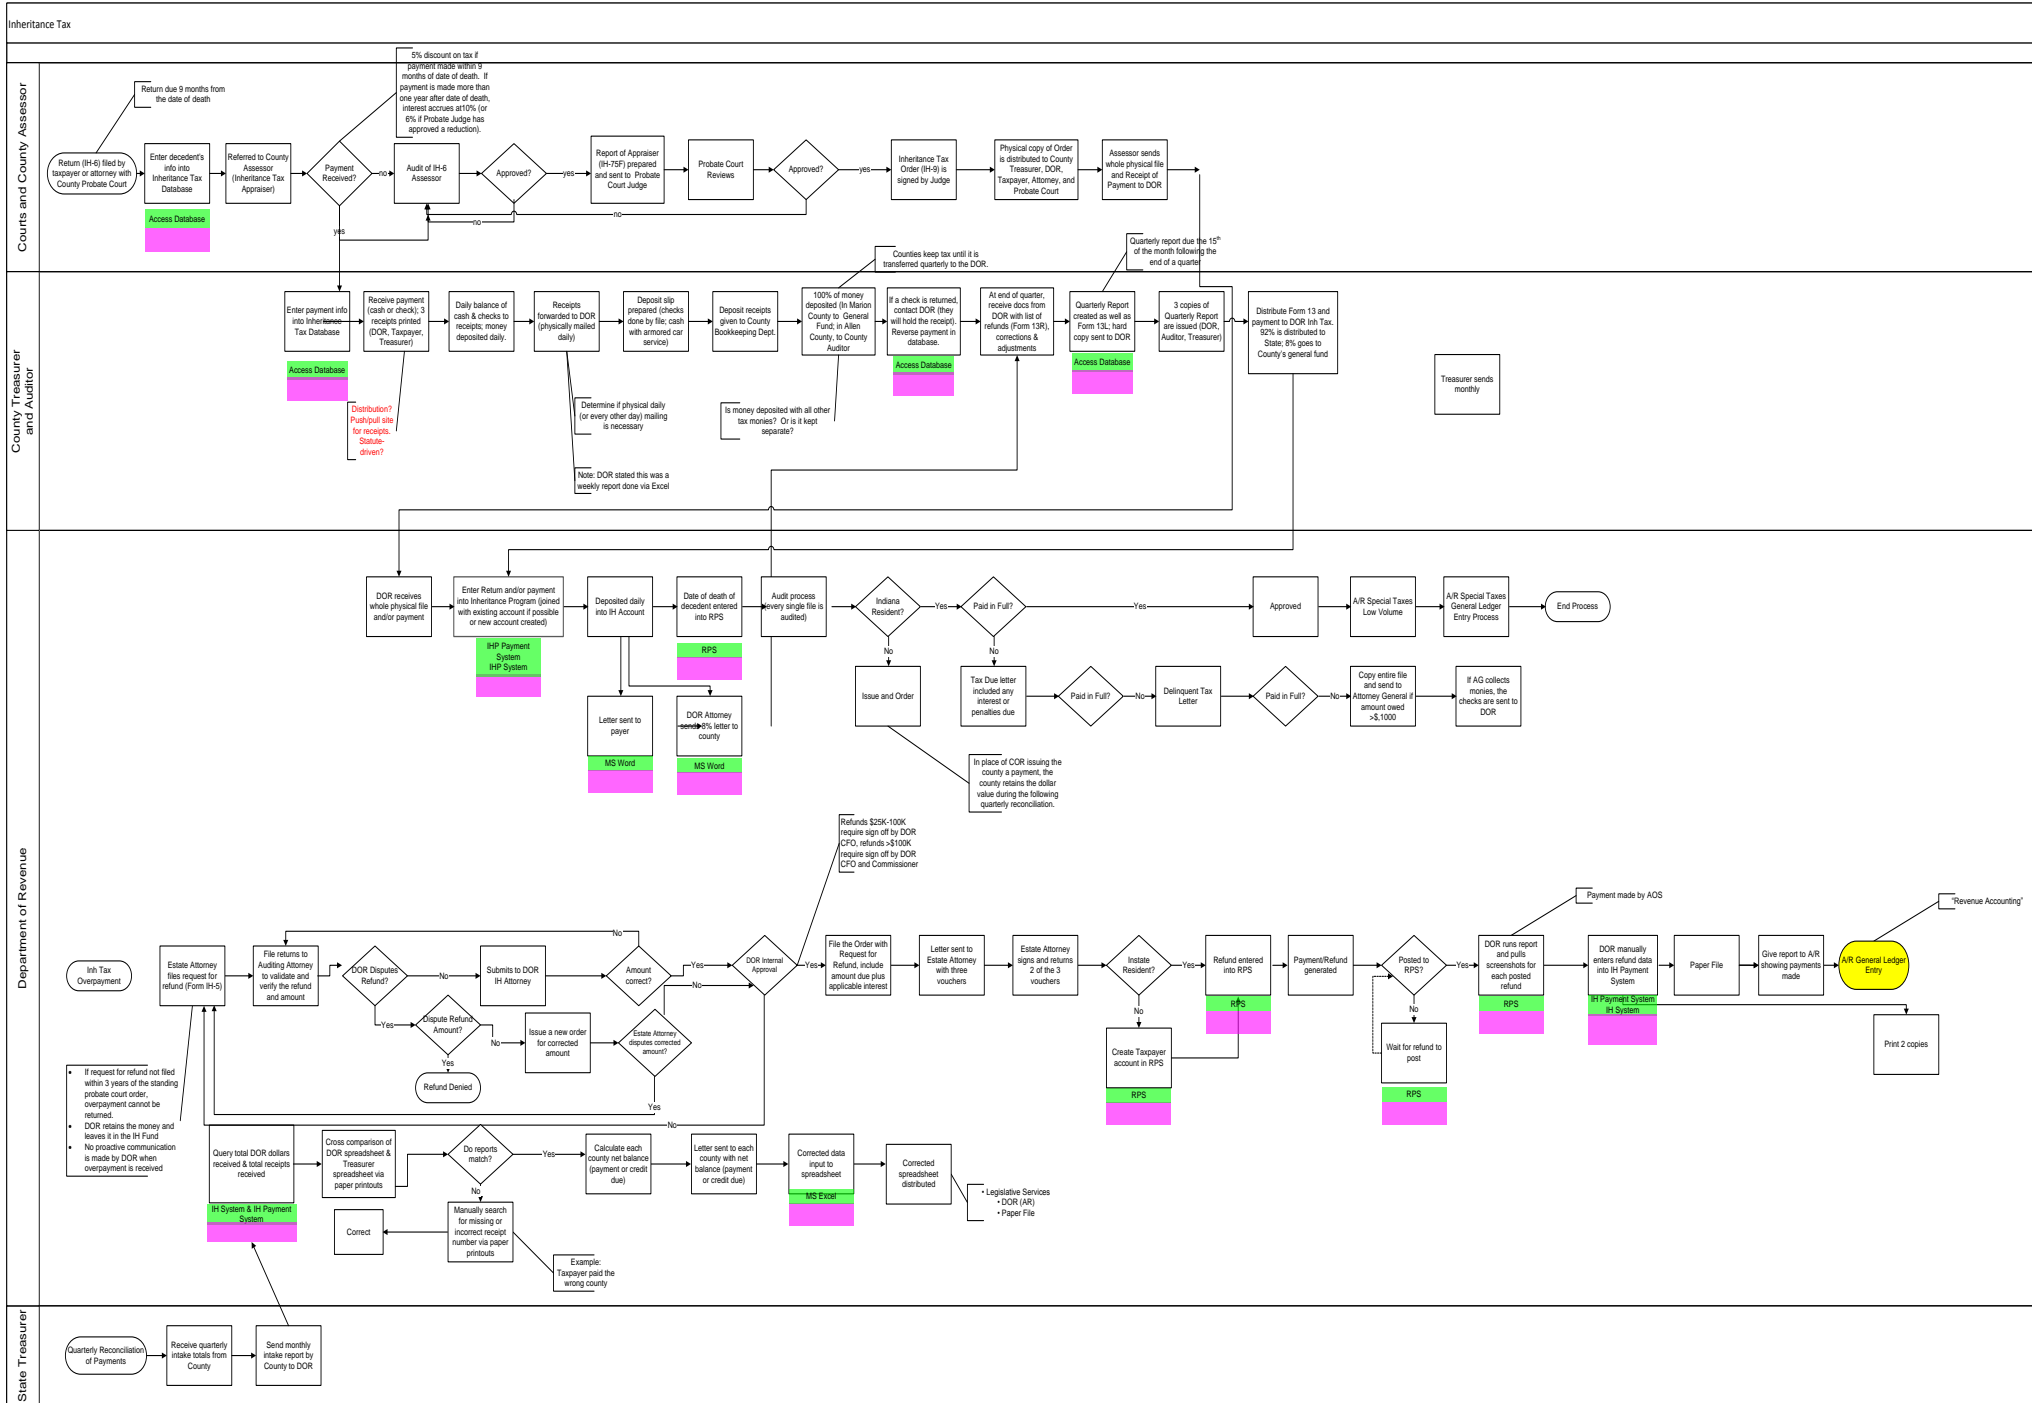 Inheritance Tax
Courts and County Assessor
Return due 9 months from
the date of death
5% discount on tax if
payment made within 9
months of date of death. If
payment is made more than
one year after date of death,
interest accrues at10% (or
6% if Probate Judge has
approved a reduction).
Return (IH-6) filed by
taxpayer or attorney with
County Probate Court
Enter decedent's
info into
Inheritance Tax
Database
Access Database
Referred to County
Assessor
(Inheritance Tax
Appraiser)
Payment
Received?
no
yes
Audit of IH-6
Assessor
Approved?
yes
no
Report of Appraiser
(IH-75F) prepared
and sent to Probate
Court Judge
Probate Court
Reviews
Approved?
yes
no
Inheritance Tax
Order (IH-9) is
signed by Judge
Physical copy of Order
is distributed to County
Treasurer, DOR,
Taxpayer, Attorney, and
Probate Court
Assessor sends
whole physical file
and Receipt of
Payment to DOR
County Treasurer
and Auditor
Counties keep tax until it is
transferred quarterly to the DOR.
Quarterly report due the 15th
of the month following the
end of a quarter
Enter payment info
into Inheritance
Tax Database
Access Database
Receive payment
(cash or check); 3
receipts printed
(DOR, Taxpayer,
Treasurer)
Distribution?
Push/pull site
for receipts.
Statute-
driven?
Daily balance of
cash & checks to
receipts; money
deposited daily.
Receipts
forwarded to DOR
(physically mailed
daily)
Determine if physical daily
(or every other day) mailing
is necessary
Note: DOR stated this was a
weekly report done via Excel
Deposit slip
prepared (checks
done by file; cash
with armored car
service)
Deposit receipts
given to County
Bookkeeping Dept.
100% of money
deposited (In Marion
County to General
Fund; in Allen
County, to County
Auditor
Is money deposited with all other
tax monies? Or is it kept
separate?
If a check is returned,
contact DOR (they
will hold the receipt).
Reverse payment in
database.
Access Database
At end of quarter,
receive docs from
DOR with list of
refunds (Form 13R),
corrections &
adjustments
Quarterly Report
created as well as
Form 13L; hard
copy sent to DOR
Access Database
3 copies of
Quarterly Report
are issued (DOR,
Auditor, Treasurer)
Distribute Form 13 and
payment to DOR Inh Tax.
92% is distributed to
State; 8% goes to
County's general fund
Treasurer sends
monthly
Department of Revenue
DOR receives
whole physical file
and/or payment
Enter Return and/or payment
into Inheritance Program (joined
with existing account if possible
or new account created)
IHP Payment
System
IHP System
Deposited daily
into IH Account
Letter sent to
payer
MS Word
DOR Attorney
sends 8% letter to
county
MS Word
Date of death of
decedent entered
into RPS
RPS
Audit process
(every single file is
audited)
Indiana
Resident?
Yes
No
Issue and Order
In place of COR issuing the
county a payment, the
county retains the dollar
value during the following
quarterly reconciliation.
Paid in Full?
Yes
No
Tax Due letter
included any
interest or
penalties due
Paid in Full?
No
Delinquent Tax
Letter
Paid in Full?
No
Copy entire file
and send to
Attorney General if
amount owed
>$,1000
If AG collects
monies, the
checks are sent to
DOR
Approved
A/R Special Taxes
Low Volume
A/R Special Taxes
General Ledger
Entry Process
End Process
Refunds $25K-100K
require sign off by DOR
CFO, refunds >$100K
require sign off by DOR
CFO and Commissioner
Inh Tax
Overpayment
Estate Attorney
files request for
refund (Form IH-5)
• If request for refund not filed
within 3 years of the standing
probate court order,
overpayment cannot be
returned.
• DOR retains the money and
leaves it in the IH Fund
• No proactive communication
is made by DOR when
overpayment is received
File returns to
Auditing Attorney
to validate and
verify the refund
and amount
DOR Disputes
Refund?
No
Yes
Submits to DOR
IH Attorney
Dispute Refund
Amount?
No
Yes
Refund Denied
Issue a new order
for corrected
amount
Amount
correct?
No
Yes
Estate Attorney
disputes corrected
amount?
No
Yes
DOR Internal
Approval
Yes
No
File the Order with
Request for
Refund, include
amount due plus
applicable interest
Letter sent to
Estate Attorney
with three
vouchers
Estate Attorney
signs and returns
2 of the 3
vouchers
Instate
Resident?
Yes
No
Create Taxpayer
account in RPS
RPS
Refund entered
into RPS
RPS
Payment/Refund
generated
Posted to
RPS?
Yes
No
Wait for refund to
post
RPS
Payment made by AOS
DOR runs report
and pulls
screenshots for
each posted
refund
RPS
DOR manually
enters refund data
into IH Payment
System
IH Payment System
IH System
Paper File
Give report to A/R
showing payments
made
"Revenue Accounting"
A/R General Ledger
Entry
Print 2 copies
Query total DOR dollars
received & total receipts
received
IH System & IH Payment
System
Cross comparison of
DOR spreadsheet &
Treasurer
spreadsheet via
paper printouts
Do reports
match?
Yes
No
Manually search
for missing or
incorrect receipt
number via paper
printouts
Correct
Example:
Taxpayer paid the
wrong county
Calculate each
county net balance
(payment or credit
due)
Letter sent to each
county with net
balance (payment
or credit due)
Corrected data
input to
spreadsheet
MS Excel
Corrected
spreadsheet
distributed
• Legislative Services
• DOR (AR)
• Paper File
State Treasurer
Quarterly Reconciliation
of Payments
Receive quarterly
intake totals from
County
Send monthly
intake report by
County to DOR